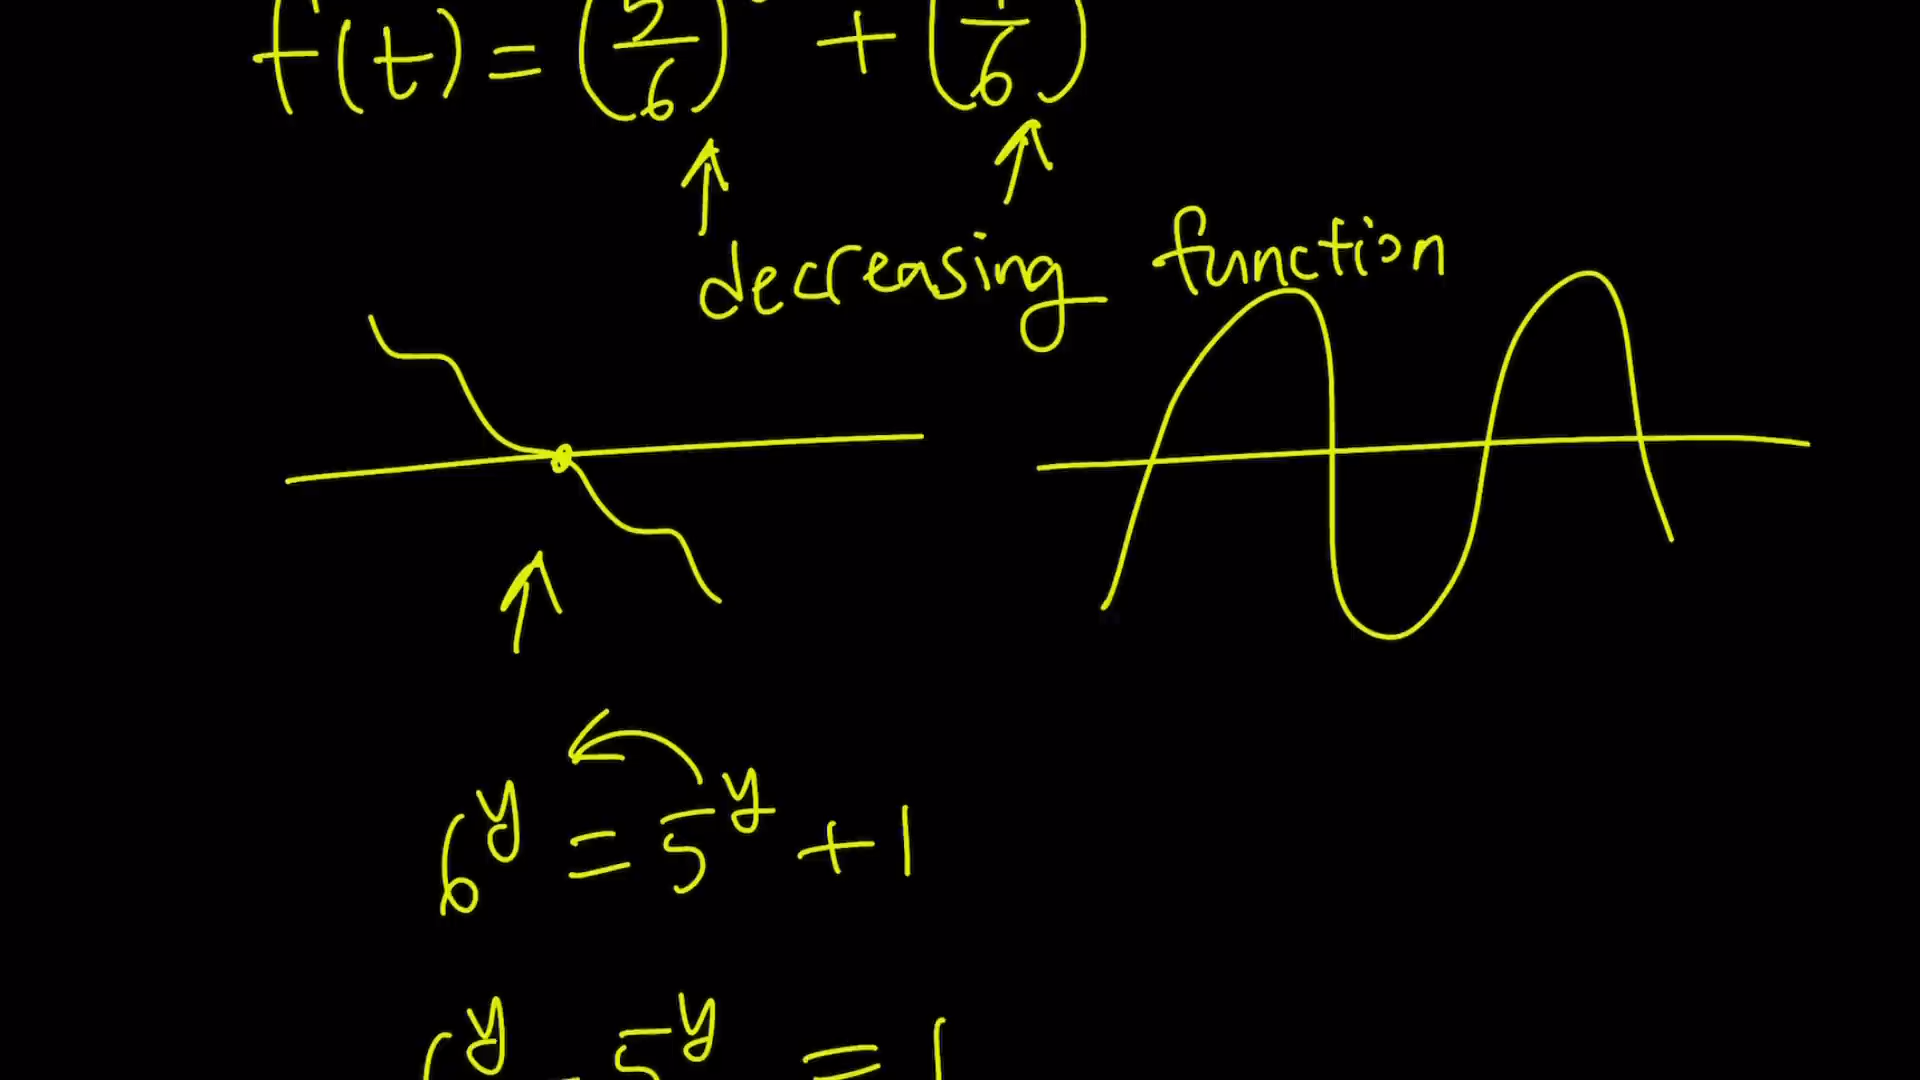 f(t) = (5/6) + (1/6)
decreasing function
6^y = 5^y + 1
6^y - 5^y = 1